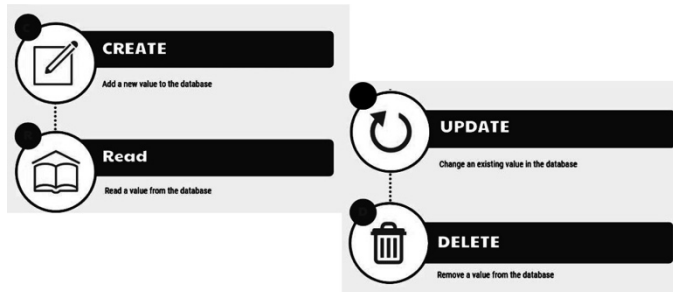 CREATE
Add a new value to the database
Read
Read a value from the database
UPDATE
Change an existing value in the database
DELETE
Remove a value from the database